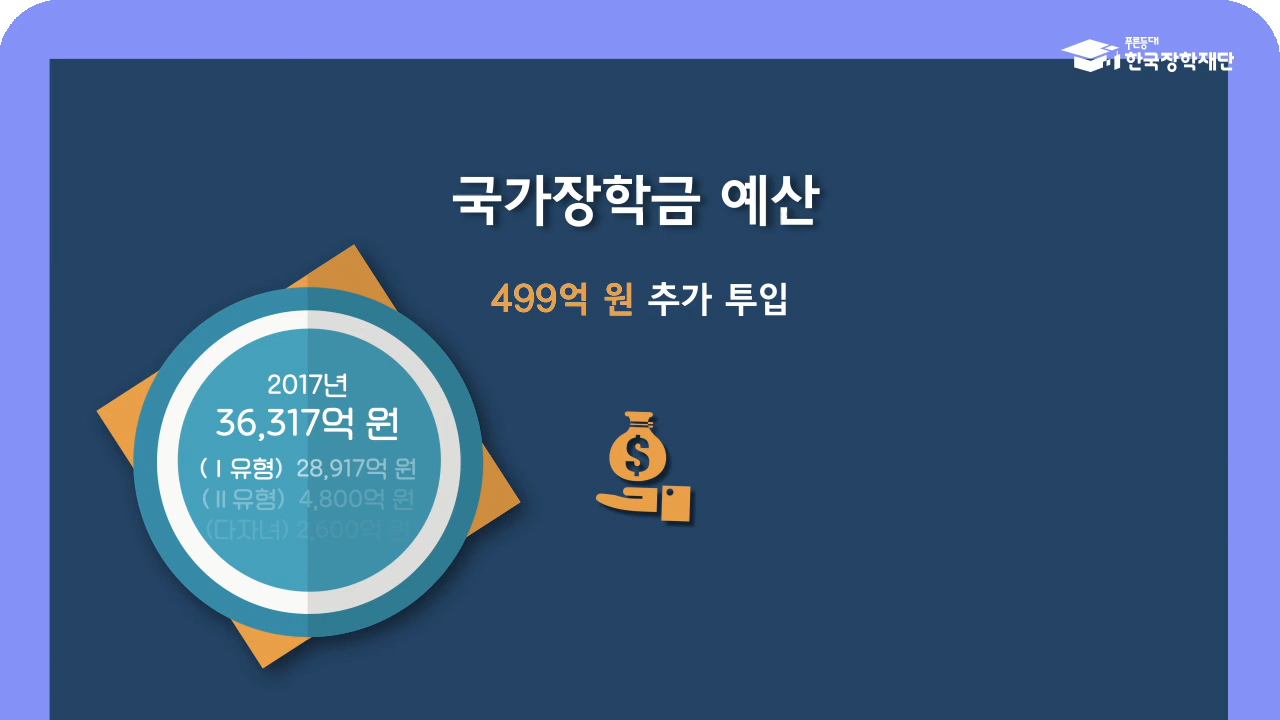 푸른등대
한국장학재단
국가장학금 예산
499억 원 추가 투입
2017년
36,317억 원
(Ⅰ유형) 28,917억 원
(Ⅱ유형) 4,800억 원
(다자녀) 2,600억 원
$